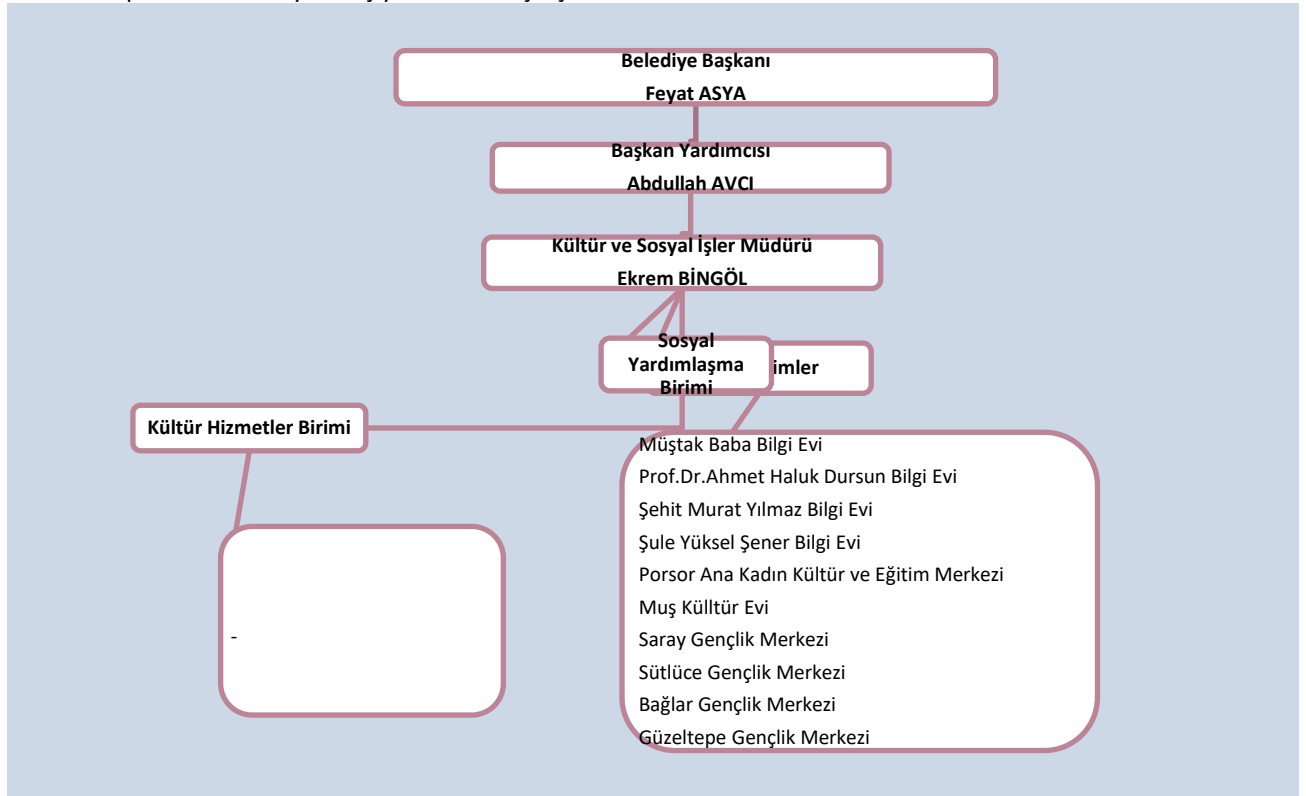 Belediye Başkanı
Feyat ASYA
Başkan Yardımcısı
Abdullah AVCI
Kültür ve Sosyal İşler Müdürü
Ekrem BİNGÖL
Sosyal
Yardımlaşma
Birimi
imler
Kültür Hizmetler Birimi
-
Müştak Baba Bilgi Evi
Prof.Dr.Ahmet Haluk Dursun Bilgi Evi
Şehit Murat Yılmaz Bilgi Evi
Şule Yüksel Şener Bilgi Evi
Porsor Ana Kadın Kültür ve Eğitim Merkezi
Muş Külltür Evi
Saray Gençlik Merkezi
Sütlüce Gençlik Merkezi
Bağlar Gençlik Merkezi
Güzeltepe Gençlik Merkezi